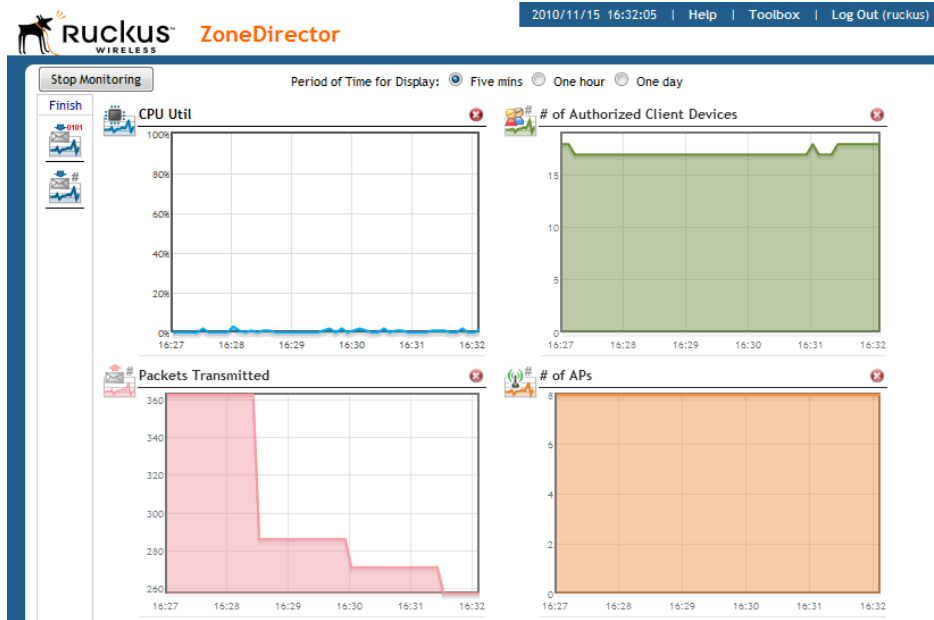 2010/11/15 16:32:05 | Help | Toolbox | Log Out (ruckus)
RUCKUS™
WIRELESS
ZoneDirector
Stop Monitoring
Period of Time for Display: Five mins One hour One day
Finish
0101
#
CPU Util
100%
80%
60%
40%
20%
0%
16:27 16:28 16:29 16:30 16:31 16:32
#
# of Authorized Client Devices
15
10
5
0
16:27 16:28 16:29 16:30 16:31 16:32
#
Packets Transmitted
360
340
320
300
280
260
16:27 16:28 16:29 16:30 16:31 16:32
#
# of APs
8
6
4
2
0
16:27 16:28 16:29 16:30 16:31 16:32